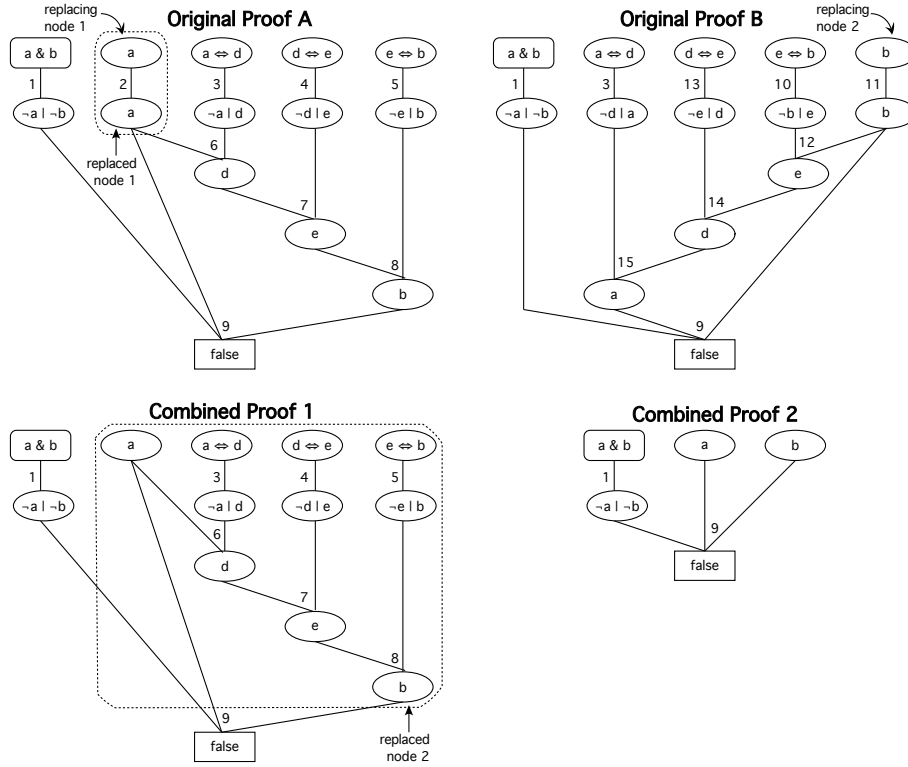 Original Proof A
replacing
node 1
a & b
a
a ⇔ d
d ⇔ e
e ⇔ b
1
2
3
4
5
¬a | ¬b
a
¬a | d
¬d | e
¬e | b
replaced
node 1
6
d
7
e
8
b
9
false
Original Proof B
replacing
node 2
a & b
a ⇔ d
d ⇔ e
e ⇔ b
b
1
3
13
10
11
¬a | ¬b
¬d | a
¬e | d
¬b | e
b
12
e
14
d
15
a
9
false
Combined Proof 1
a & b
a
a ⇔ d
d ⇔ e
e ⇔ b
1
3
4
5
¬a | ¬b
¬a | d
¬d | e
¬e | b
6
d
7
e
8
b
9
false
replaced
node 2
Combined Proof 2
a & b
a
b
1
¬a | ¬b
9
false